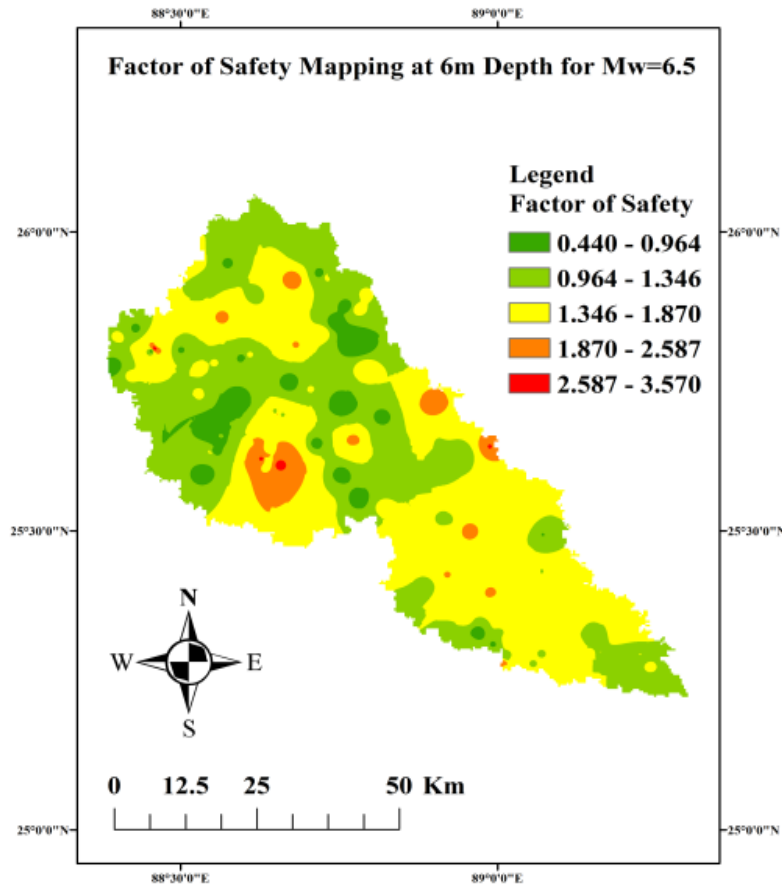 88°30'0"E 89°0'0"E
Factor of Safety Mapping at 6m Depth for Mw=6.5
Legend
Factor of Safety
26°0'0"N 26°0'0"N
0.440 - 0.964
0.964 - 1.346
1.346 - 1.870
1.870 - 2.587
2.587 - 3.570
25°30'0"N 25°30'0"N
N
W E
S
0 12.5 25 50 Km
25°0'0"N 25°0'0"N
88°30'0"E 89°0'0"E